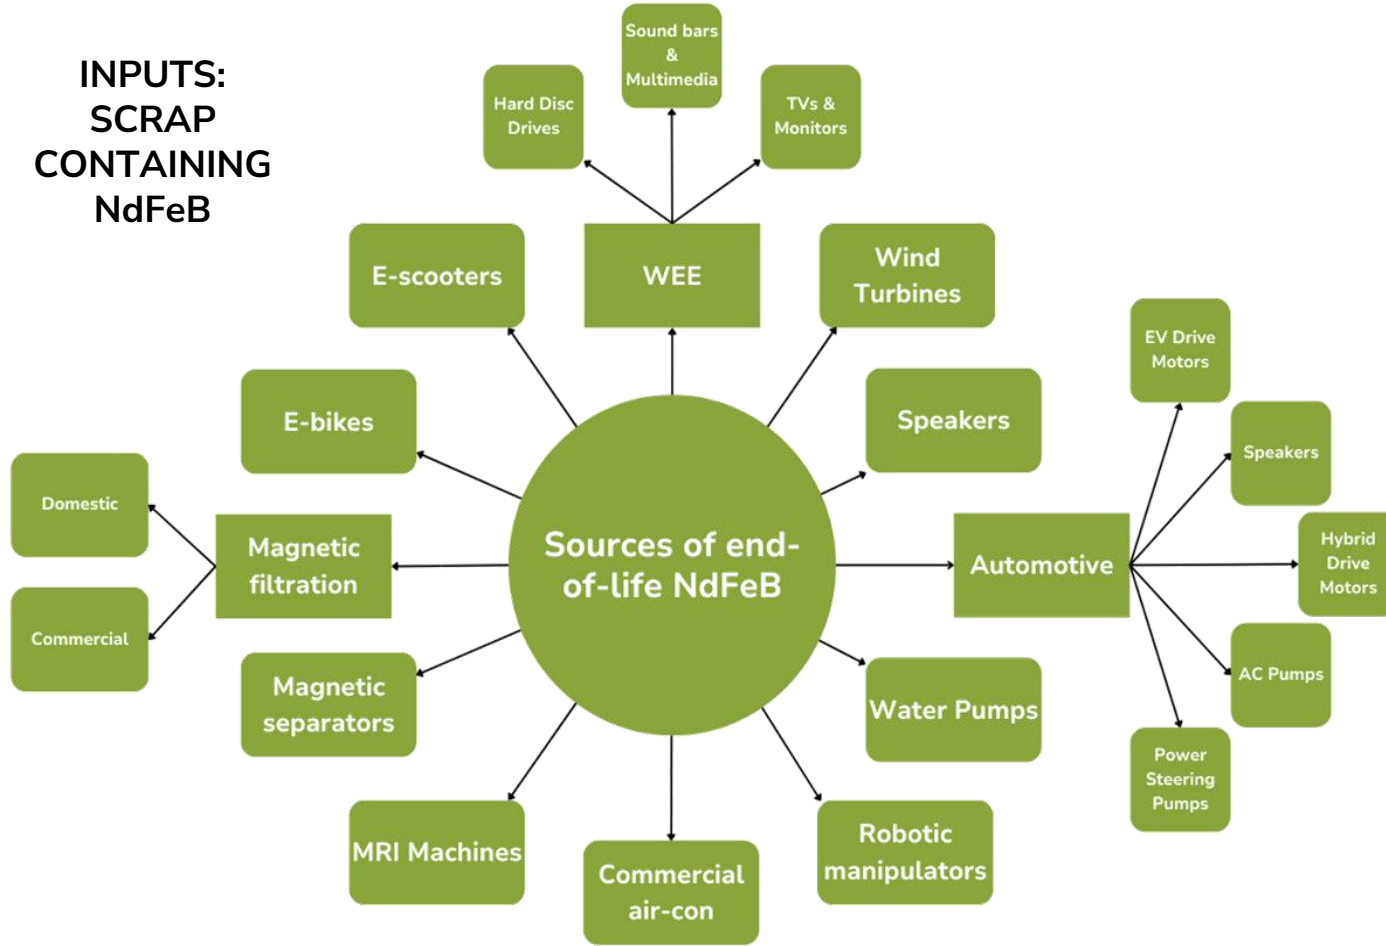 INPUTS:
SCRAP
CONTAINING
NdFeB
Sound bars
&
Multimedia
Hard Disc
Drives
TVs &
Monitors
E-scooters
WEE
Wind
Turbines
EV Drive
Motors
E-bikes
Speakers
Speakers
Domestic
Magnetic
filtration
Sources of end-
of-life NdFeB
Automotive
Hybrid
Drive
Motors
Commercial
Magnetic
separators
Water Pumps
AC Pumps
Power
Steering
Pumps
MRI Machines
Commercial
air-con
Robotic
manipulators